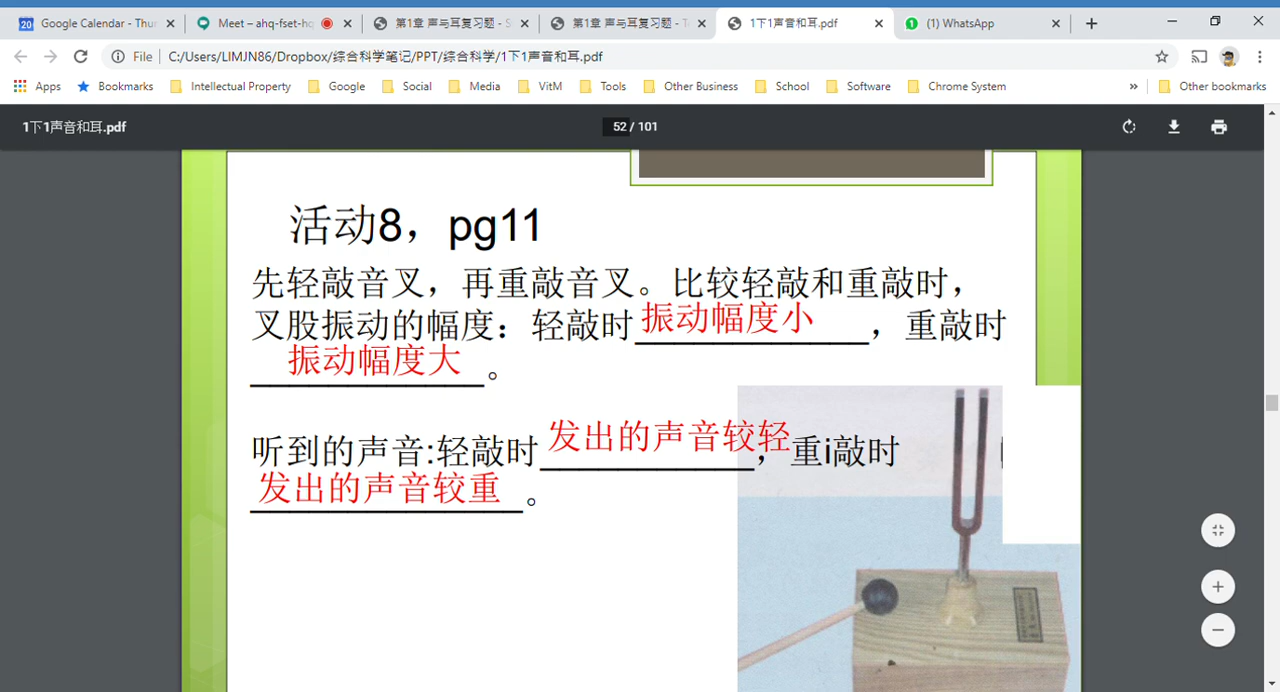 Google Calendar - Thur
Meet – ahq-fset-hq
第1章 声与耳复习题 - S
第1章 声与耳复习题 - T
1下1声音和耳.pdf
(1) WhatsApp
File
C:/Users/LIMJN86/Dropbox/综合科学笔记/PPT/综合科学/1下1声音和耳.pdf
Apps Bookmarks Intellectual Property Google Social Media VitM Tools Other Business School Software Chrome System » Other bookmarks
1下1声音和耳.pdf 52 / 101
活动8，pg11
先轻敲音叉，再重敲音叉。比较轻敲和重敲时，
叉股振动的幅度：轻敲时振动幅度小，重敲时
振动幅度大。
听到的声音:轻敲时发出的声音较轻，重i敲时
发出的声音较重。